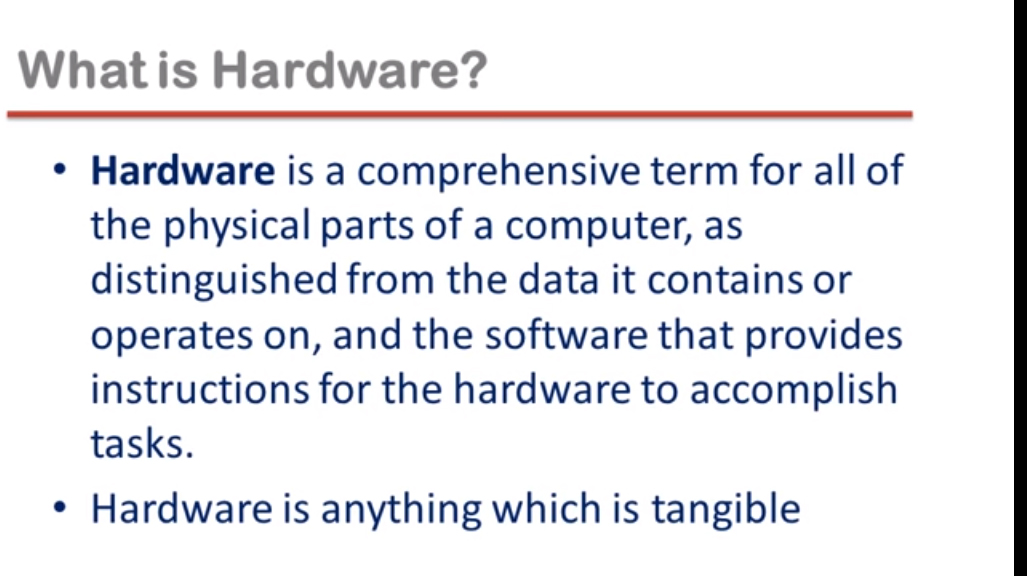 What is Hardware?
• Hardware is a comprehensive term for all of
the physical parts of a computer, as
distinguished from the data it contains or
operates on, and the software that provides
instructions for the hardware to accomplish
tasks.
• Hardware is anything which is tangible